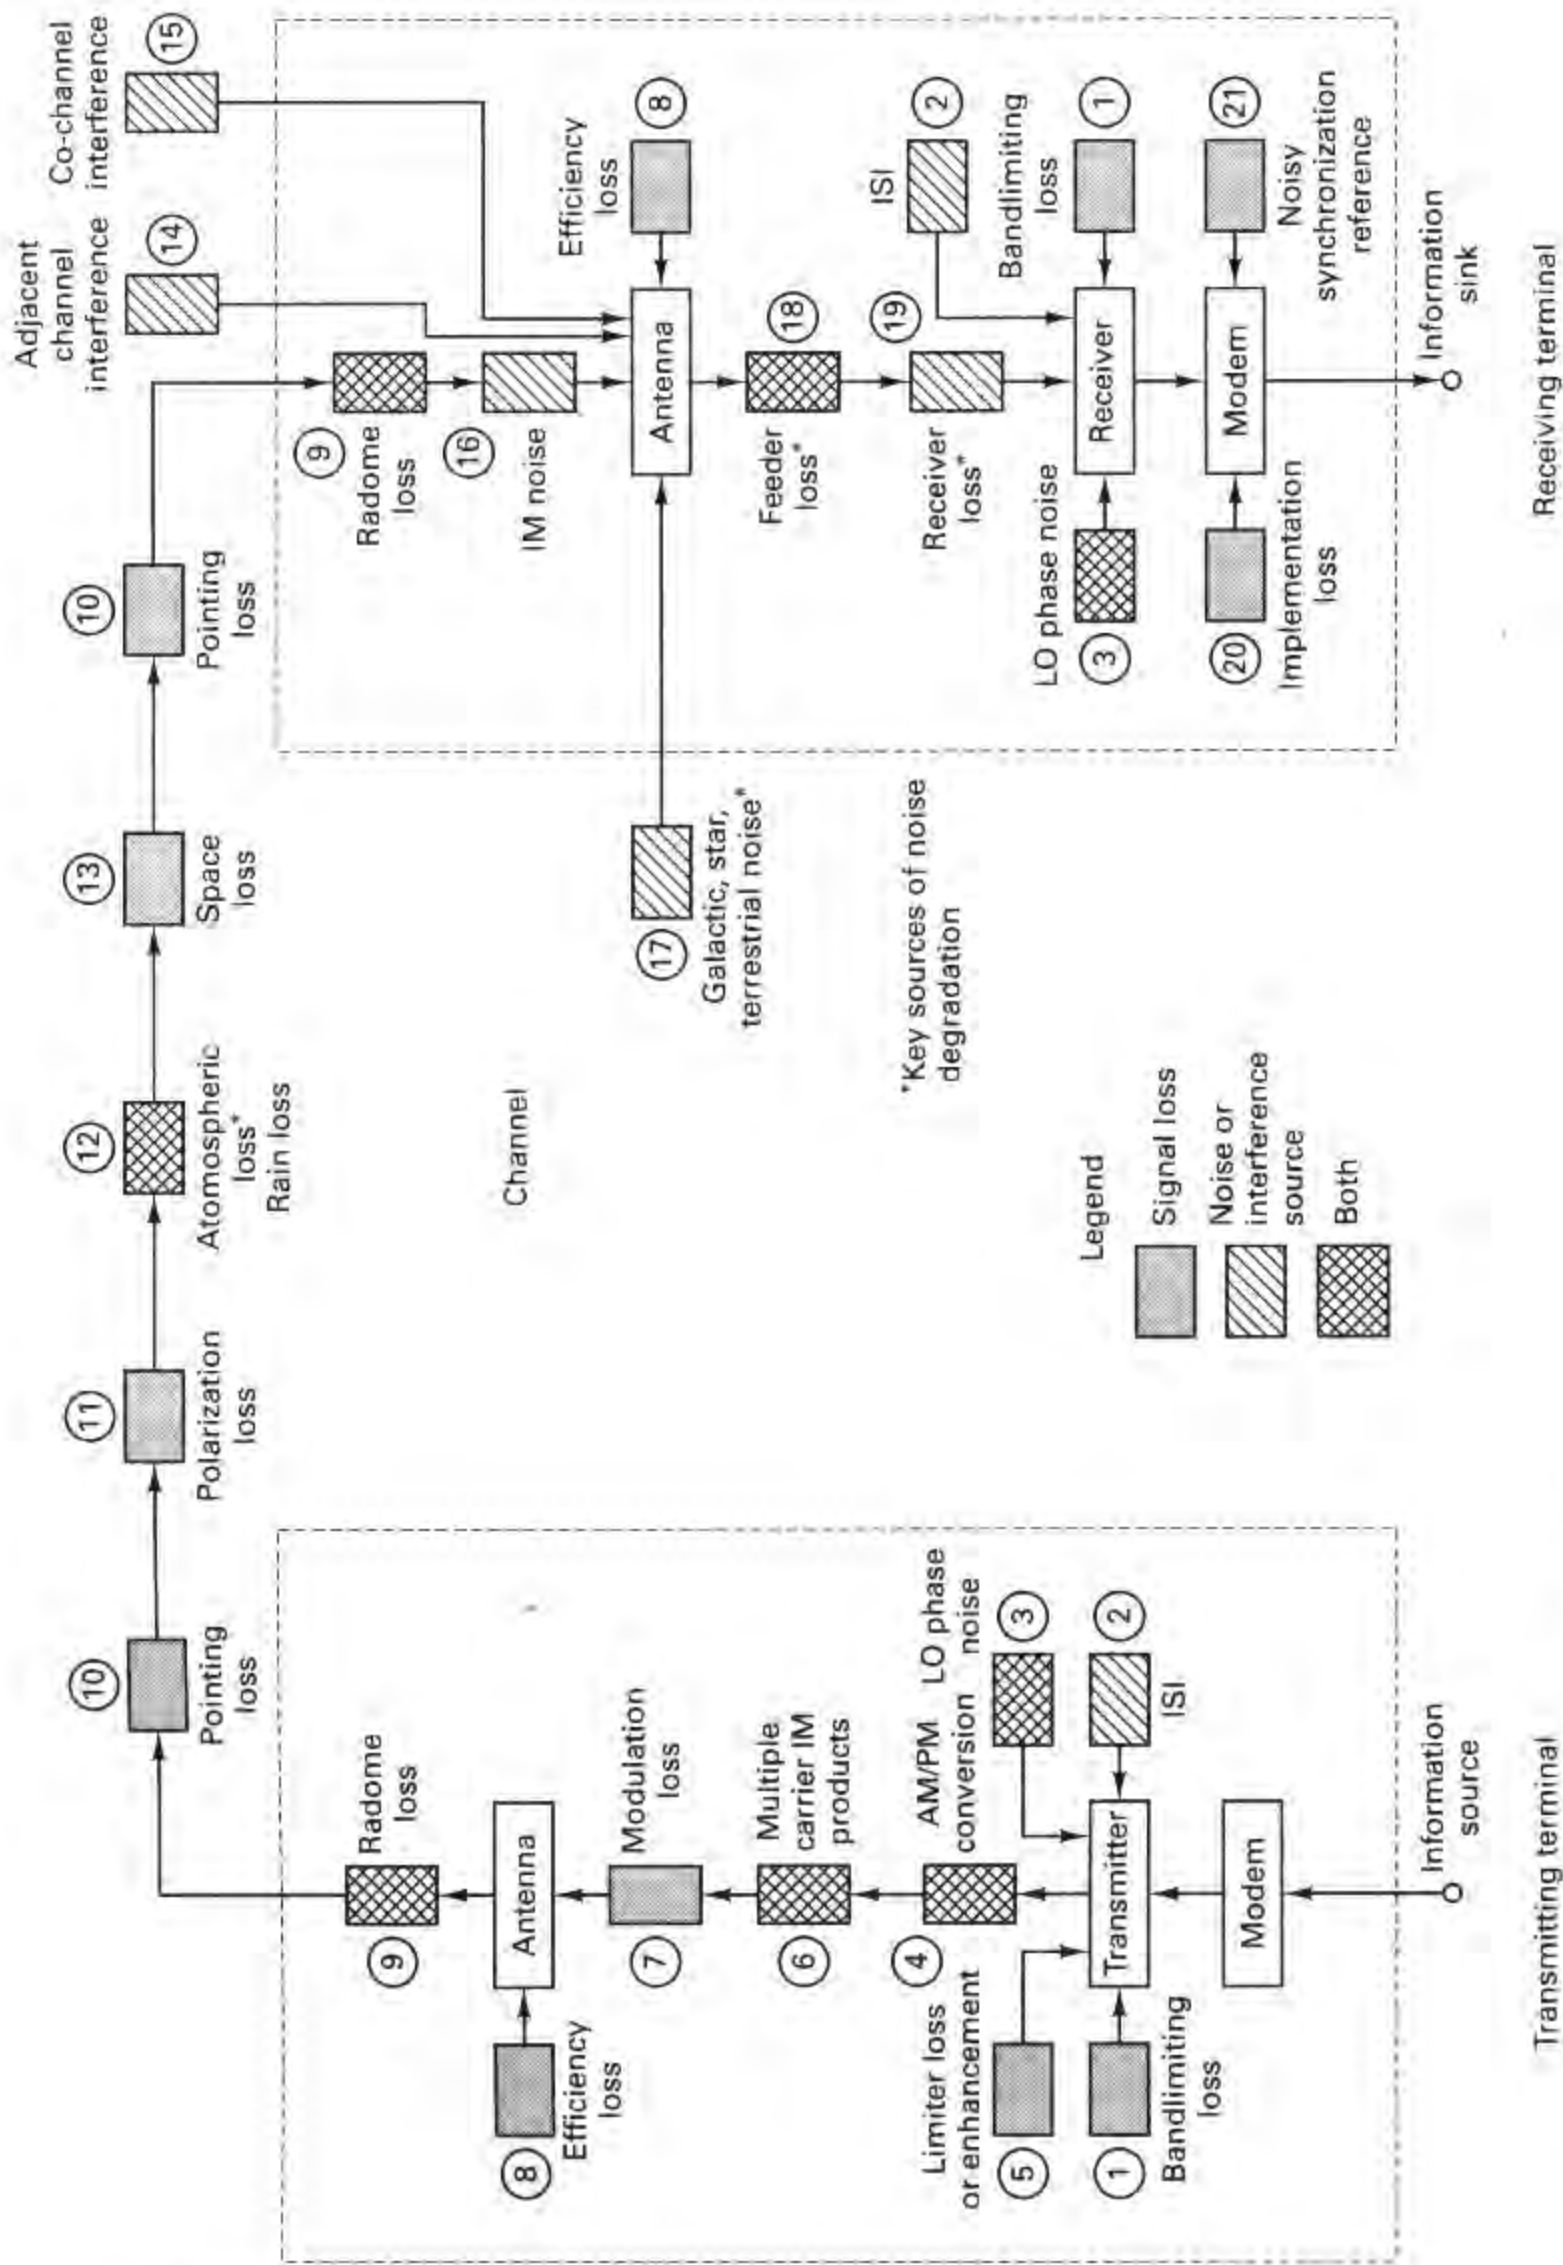 10
Pointing
loss
11
Polarization
loss
12
Atomospheric
loss*
Rain loss
13
Space
loss
10
Pointing
loss
Adjacent
channel
interference
14
Co-channel
interference
15
9
Radome
loss
8
Efficiency
loss
Antenna
7
Modulation
loss
6
Multiple
carrier IM
products
4
AM/PM
conversion
LO phase
noise
3
5
Limiter loss
or enhancement
1
Bandlimiting
loss
Transmitter
2
ISI
Modem
Information
source
Transmitting terminal
Channel
17
Galactic, star,
terrestrial noise*
*Key sources of noise
degradation
Legend
Signal loss
Noise or
interference
source
Both
9
Radome
loss
16
IM noise
Antenna
Efficiency
loss
8
Feeder
loss*
18
Receiver
loss*
19
ISI
2
LO phase noise
3
Receiver
Bandlimiting
loss
1
20
Implementation
loss
Modem
21
Noisy
synchronization
reference
Information
sink
Receiving terminal